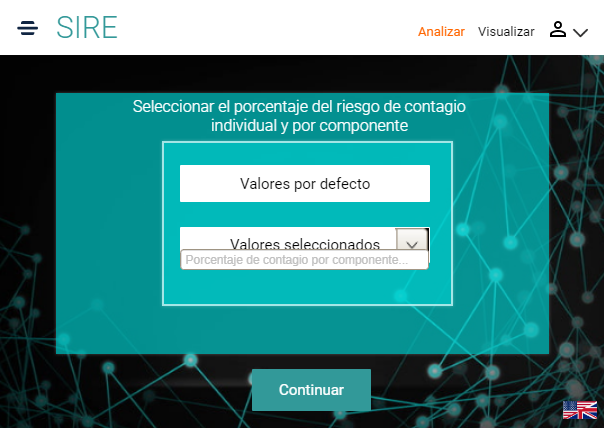 SIRE
Analizar
Visualizar
Seleccionar el porcentaje del riesgo de contagio
individual y por componente
Valores por defecto
Valores seleccionados
Porcentaje de contagio por componente...
Continuar